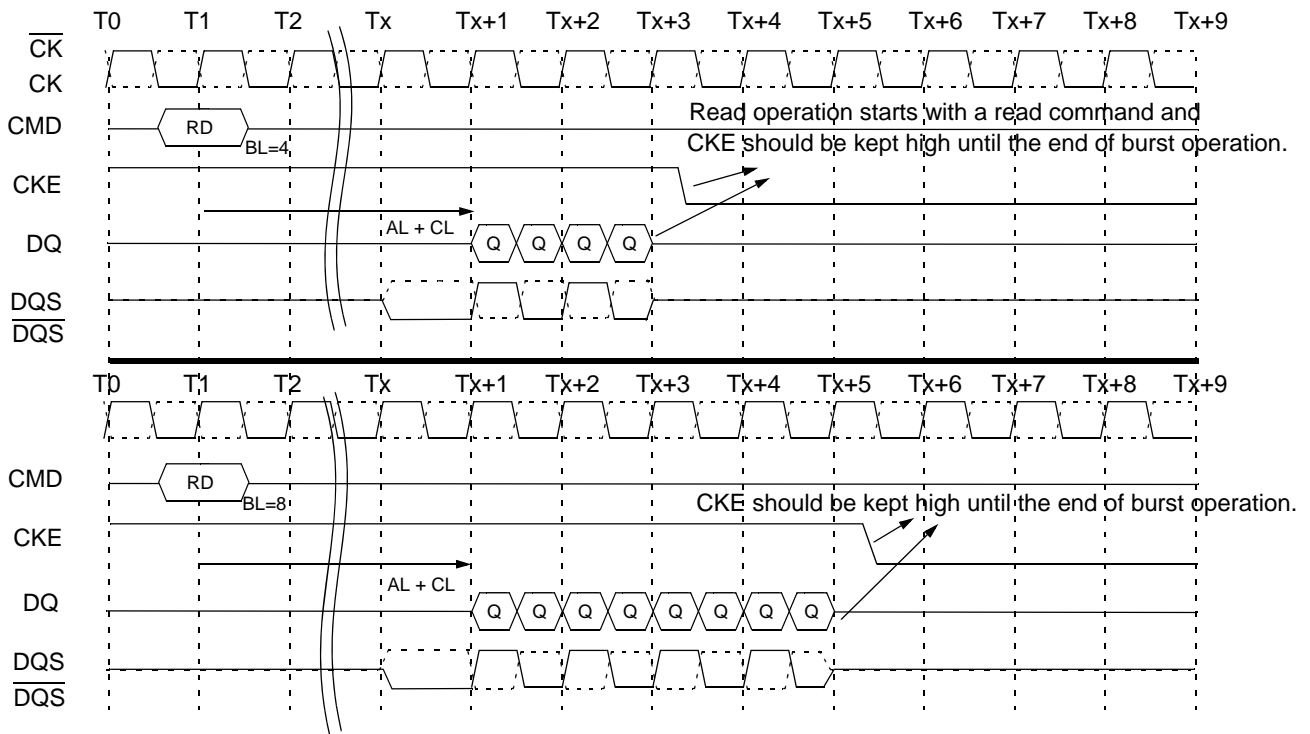 T0 T1 T2 Tx Tx+1 Tx+2 Tx+3 Tx+4 Tx+5 Tx+6 Tx+7 Tx+8 Tx+9
CK
CK
Read operation starts with a read command and
CMD RD
BL=4
CKE should be kept high until the end of burst operation.
CKE
AL + CL
DQ Q Q Q Q
DQS
DQS
T0 T1 T2 Tx Tx+1 Tx+2 Tx+3 Tx+4 Tx+5 Tx+6 Tx+7 Tx+8 Tx+9
CMD RD
BL=8
CKE should be kept high until the end of burst operation.
CKE
AL + CL
DQ Q Q Q Q Q Q Q Q
DQS
DQS